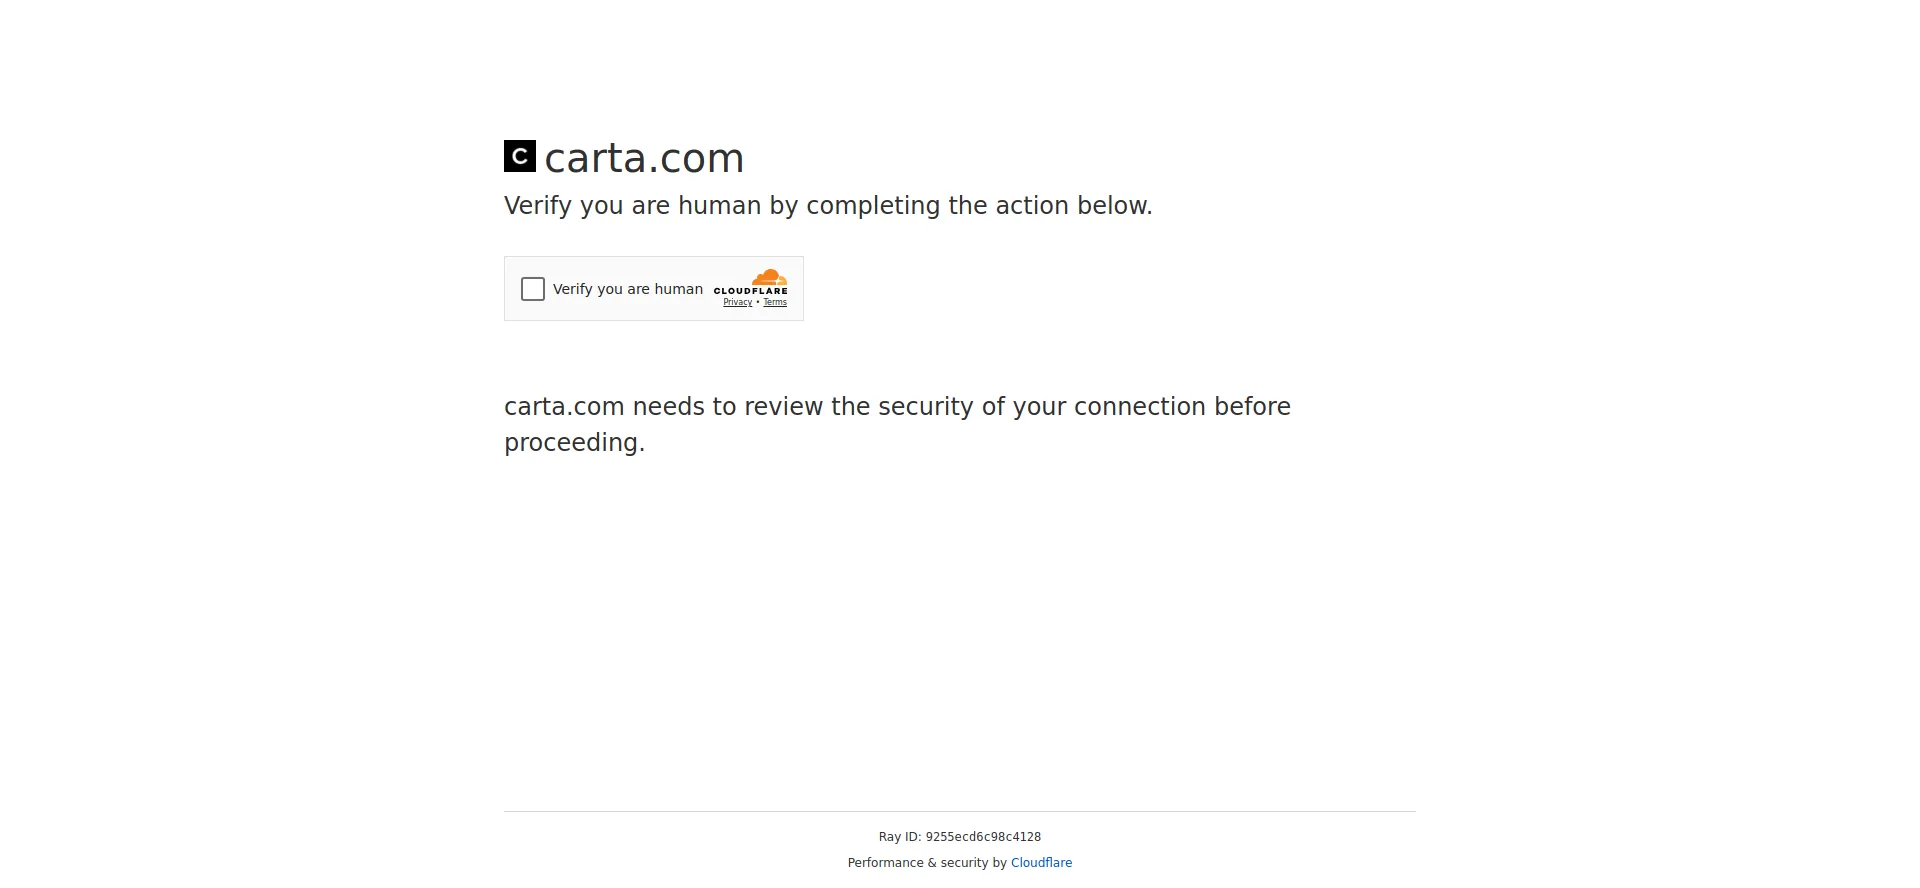 C carta.com
Verify you are human by completing the action below.
Verify you are human
CLOUDFLARE
Privacy • Terms
carta.com needs to review the security of your connection before
proceeding.
Ray ID: 9255ecd6c98c4128
Performance & security by Cloudflare